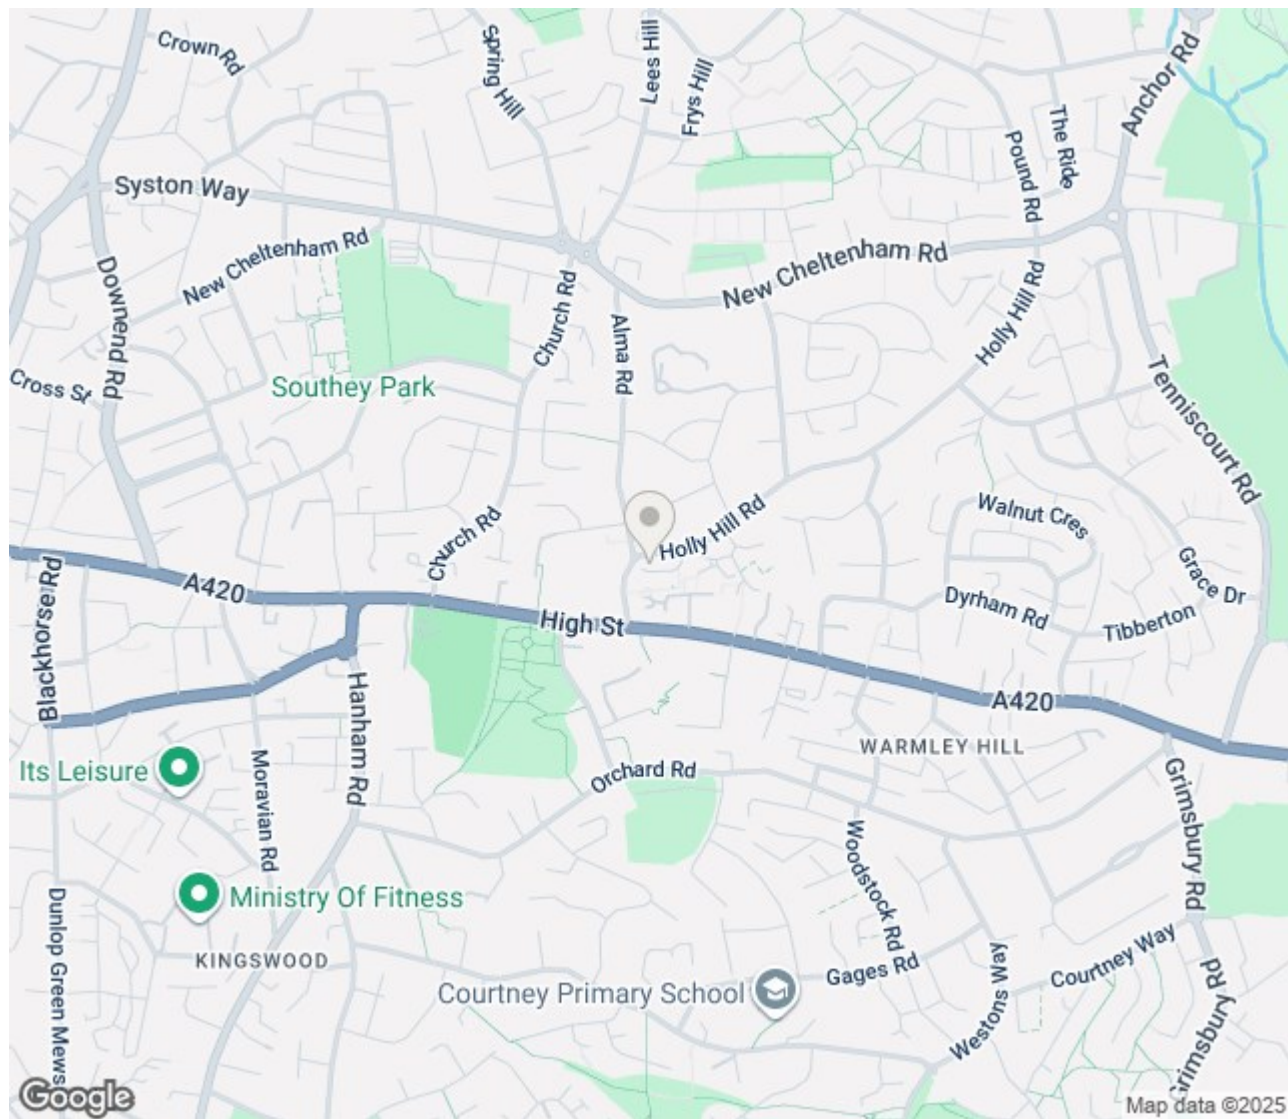 Crown Rd
Spring Hill
Lees Hill
Frys Hill
Anchor Rd
The Ride
Pound Rd
Syston Way
New Cheltenham Rd
New Cheltenham Rd
Downend Rd
Church Rd
Alma Rd
Holly Hill Rd
Cross St
Southey Park
Tenniscourt Rd
Walnut Cres
Church Rd
Holly Hill Rd
Blackhorse Rd
A420
Grace Dr
Dyrham Rd
Tibberton
High St
A420
Hanham Rd
WARMLEY HILL
Its Leisure
Moravian Rd
Orchard Rd
Grimsbury Rd
Woodstock Rd
Ministry Of Fitness
Dunlop Green Mews
KINGSWOOD
Courtney Way
Gages Rd
Westons Way
Courtney Primary School
Grimsbury Rd
Google
Map data ©2025